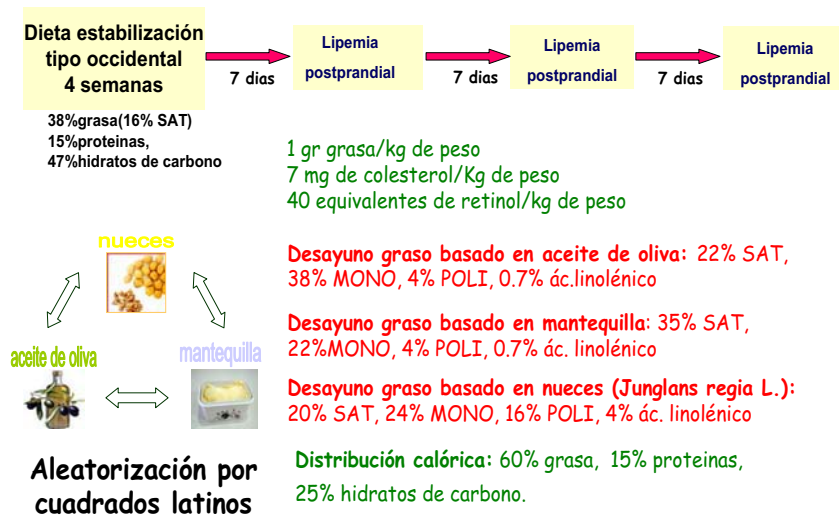 Dieta estabilización
tipo occidental
4 semanas
7 dias
Lipemia
postprandial
7 dias
Lipemia
postprandial
7 dias
Lipemia
postprandial
38%grasa(16% SAT)
15%proteinas,
47%hidratos de carbono
1 gr grasa/kg de peso
7 mg de colesterol/Kg de peso
40 equivalentes de retinol/kg de peso
nueces
aceite de oliva
mantequilla
Desayuno graso basado en aceite de oliva: 22% SAT,
38% MONO, 4% POLI, 0.7% ác.linolénico
Desayuno graso basado en mantequilla: 35% SAT,
22%MONO, 4% POLI, 0.7% ác. linolénico
Desayuno graso basado en nueces (Junglans regia L.):
20% SAT, 24% MONO, 16% POLI, 4% ác. linolénico
Aleatorización por
cuadrados latinos
Distribución calórica: 60% grasa, 15% proteinas,
25% hidratos de carbono.